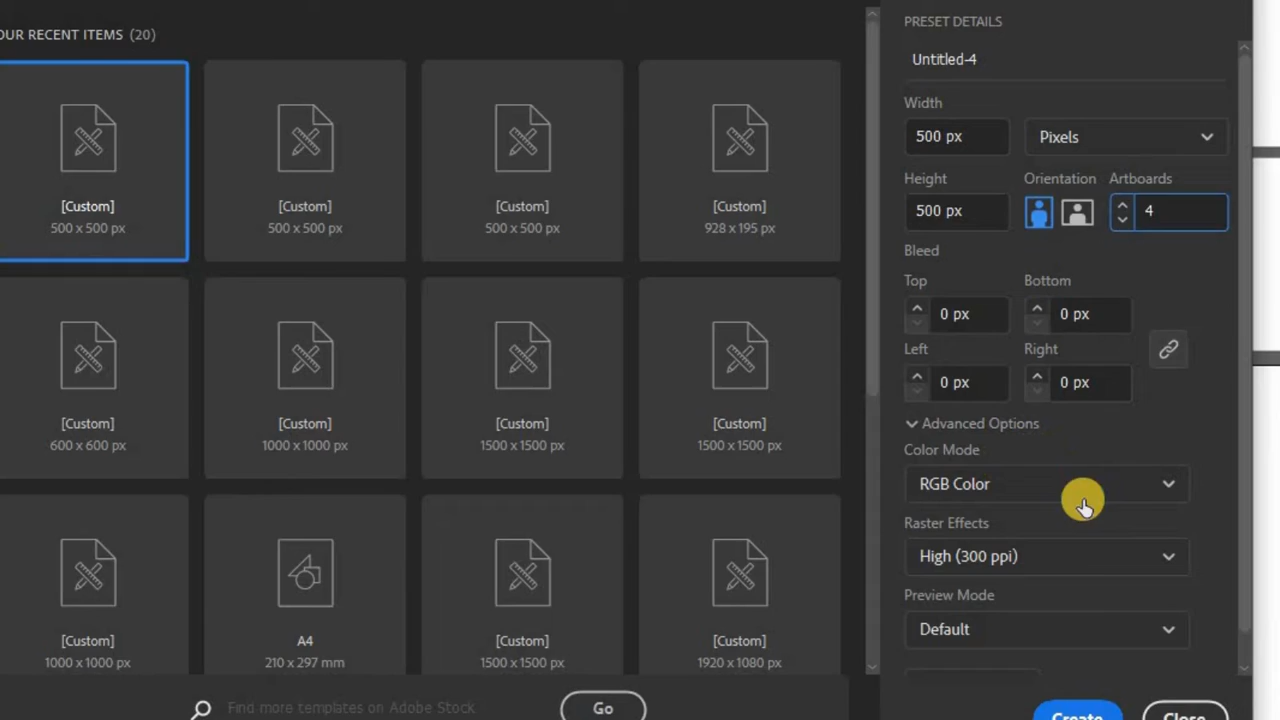 OUR RECENT ITEMS (20)
[Custom]
500 x 500 px
[Custom]
500 x 500 px
[Custom]
500 x 500 px
[Custom]
928 x 195 px
[Custom]
600 x 600 px
[Custom]
1000 x 1000 px
[Custom]
1500 x 1500 px
[Custom]
1500 x 1500 px
[Custom]
1000 x 1000 px
A4
210 x 297 mm
[Custom]
1500 x 1500 px
[Custom]
1920 x 1080 px
Find more templates on Adobe Stock
Go
PRESET DETAILS
Untitled-4
Width
500 px
Pixels
Height
Orientation
Artboards
500 px
4
Bleed
Top
Bottom
0 px
0 px
Left
Right
0 px
0 px
Advanced Options
Color Mode
RGB Color
Raster Effects
High (300 ppi)
Preview Mode
Default
Create
Close